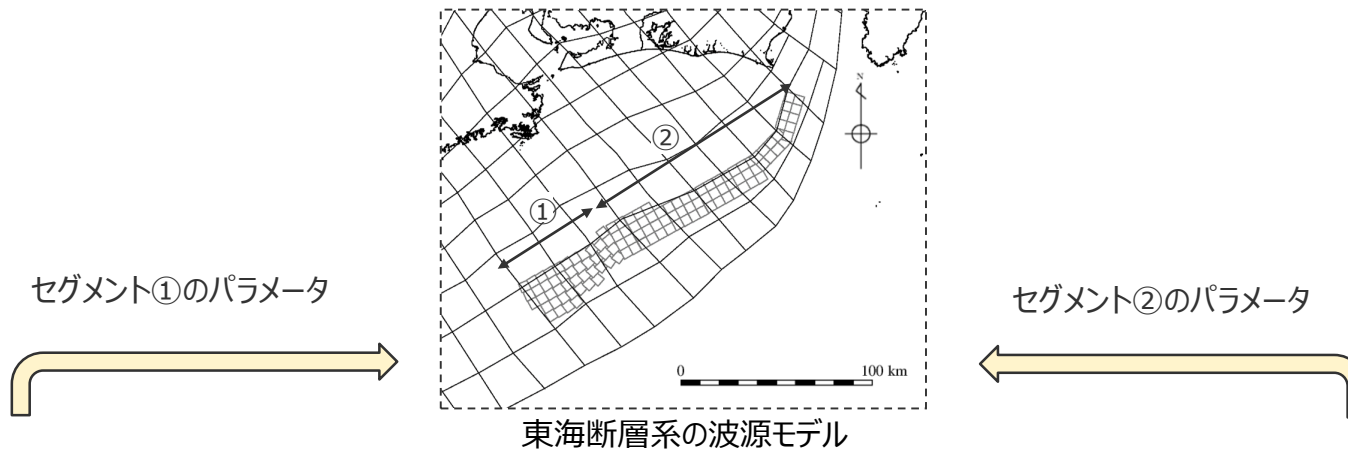 N
②
①
セグメント①のパラメータ
セグメント②のパラメータ
0 100 km
東海断層系の波源モデル